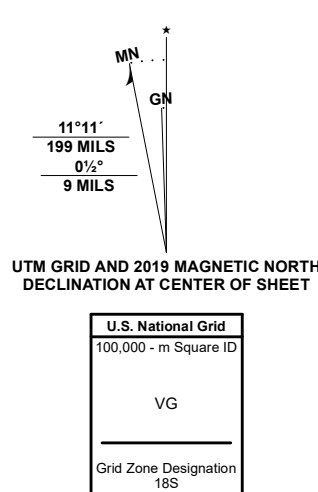 ★
MN
GN
11°11´
199 MILS
0½°
9 MILS
UTM GRID AND 2019 MAGNETIC NORTH
DECLINATION AT CENTER OF SHEET
U.S. National Grid
100,000 - m Square ID
VG
Grid Zone Designation
18S